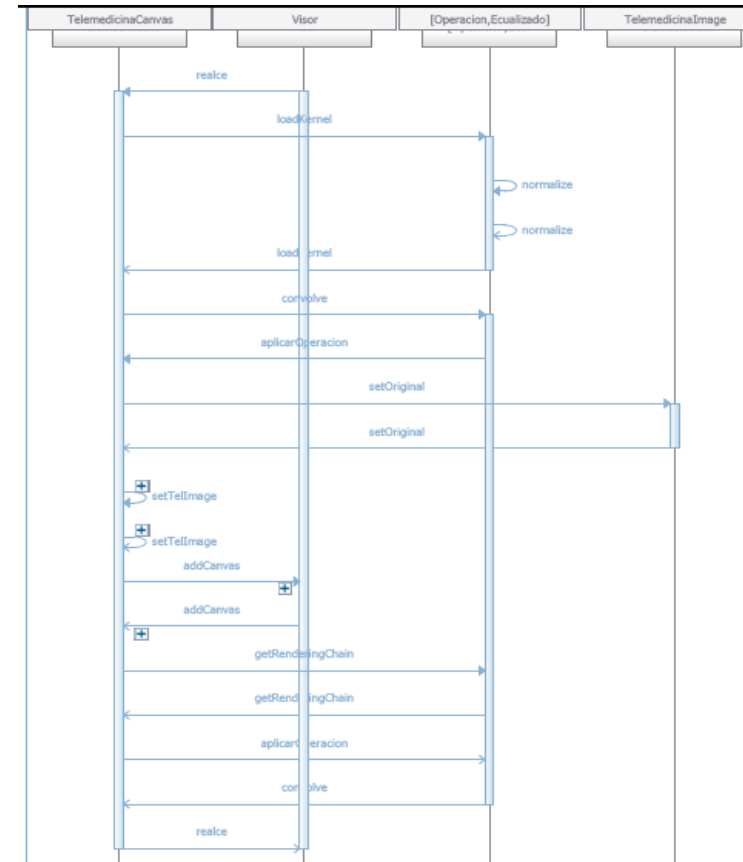 TelemedicinaCanvas
Visor
[Operacion,Ecualizado]
TelemedicinaImage
realce
loadKernel
normalize
normalize
loadKernel
convolve
aplicarOperacion
setOriginal
setOriginal
setTelImage
setTelImage
addCanvas
addCanvas
getRenderingChain
getRenderingChain
aplicarOperacion
convolve
realce